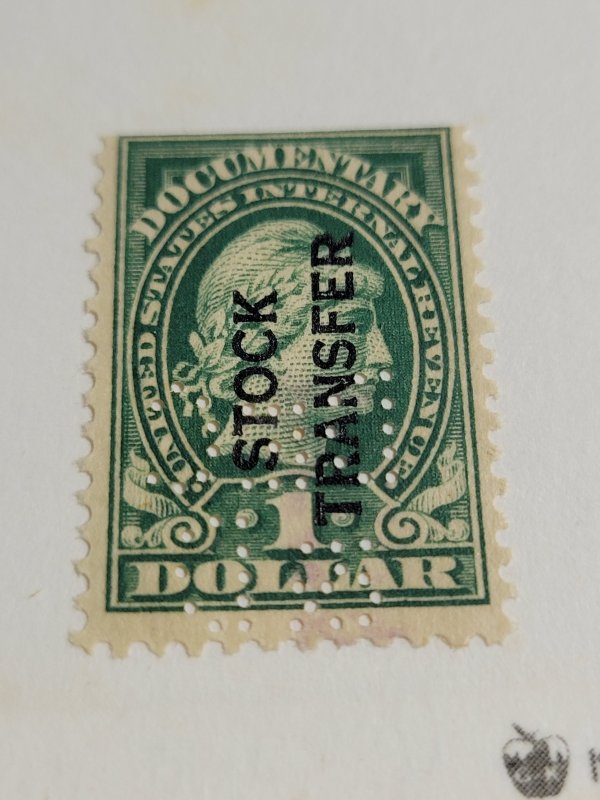 DOCUMENTARY
UNITED STATES INTERNAL REVENUE
STOCK
TRANSFER
1
DOLLAR